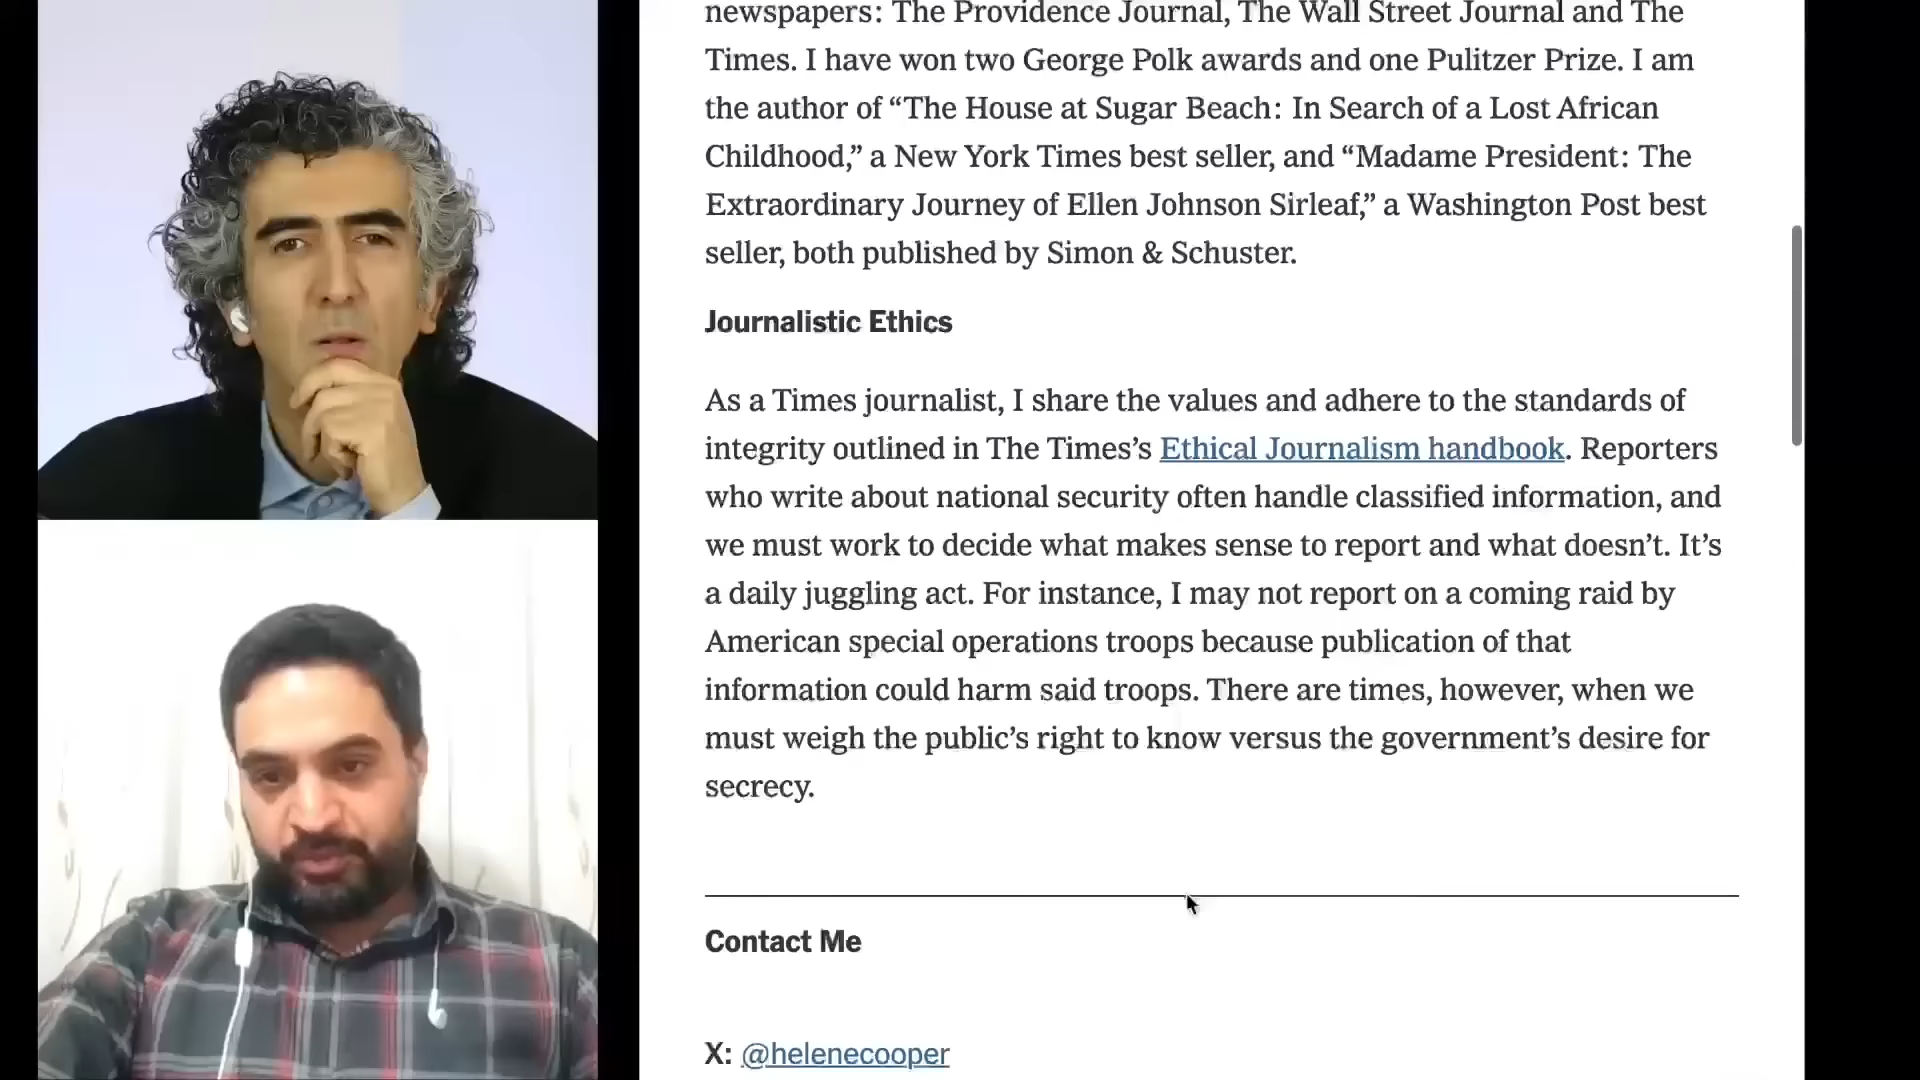 newspapers: The Providence Journal, The Wall Street Journal and The
Times. I have won two George Polk awards and one Pulitzer Prize. I am
the author of “The House at Sugar Beach: In Search of a Lost African
Childhood,” a New York Times best seller, and “Madame President: The
Extraordinary Journey of Ellen Johnson Sirleaf,” a Washington Post best
seller, both published by Simon & Schuster.
Journalistic Ethics
As a Times journalist, I share the values and adhere to the standards of
integrity outlined in The Times’s Ethical Journalism handbook. Reporters
who write about national security often handle classified information, and
we must work to decide what makes sense to report and what doesn’t. It’s
a daily juggling act. For instance, I may not report on a coming raid by
American special operations troops because publication of that
information could harm said troops. There are times, however, when we
must weigh the public’s right to know versus the government’s desire for
secrecy.
Contact Me
X: @helenecooper